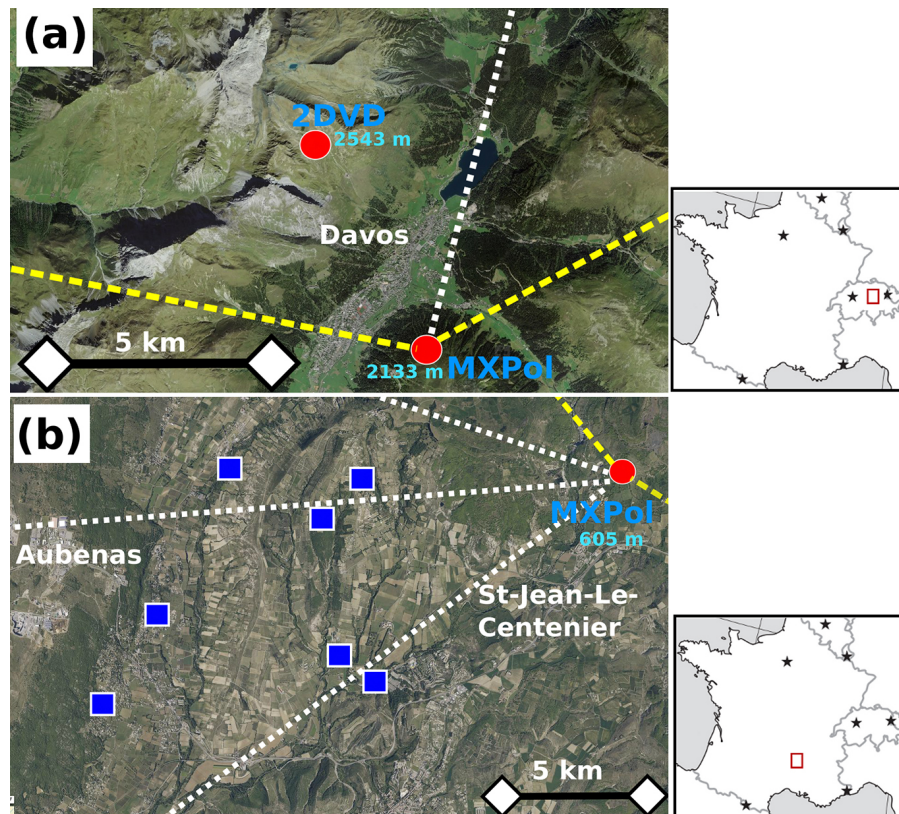 (a)
2DVD
2543 m
Davos
5 km
2133 m
MXPol
(b)
MXPol
605 m
Aubenas
St-Jean-Le-
Centenier
5 km